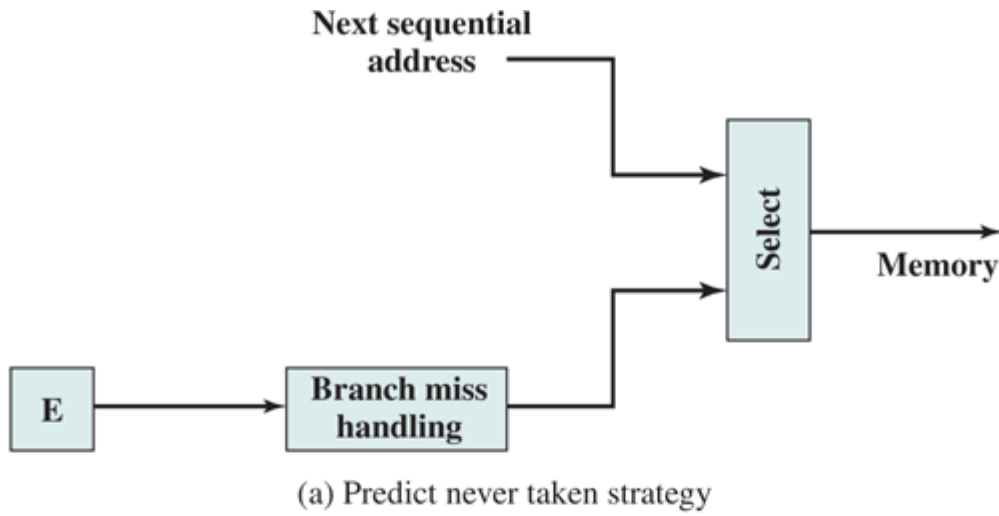 Next sequential
address
Select
Memory
E
Branch miss
handling
(a) Predict never taken strategy